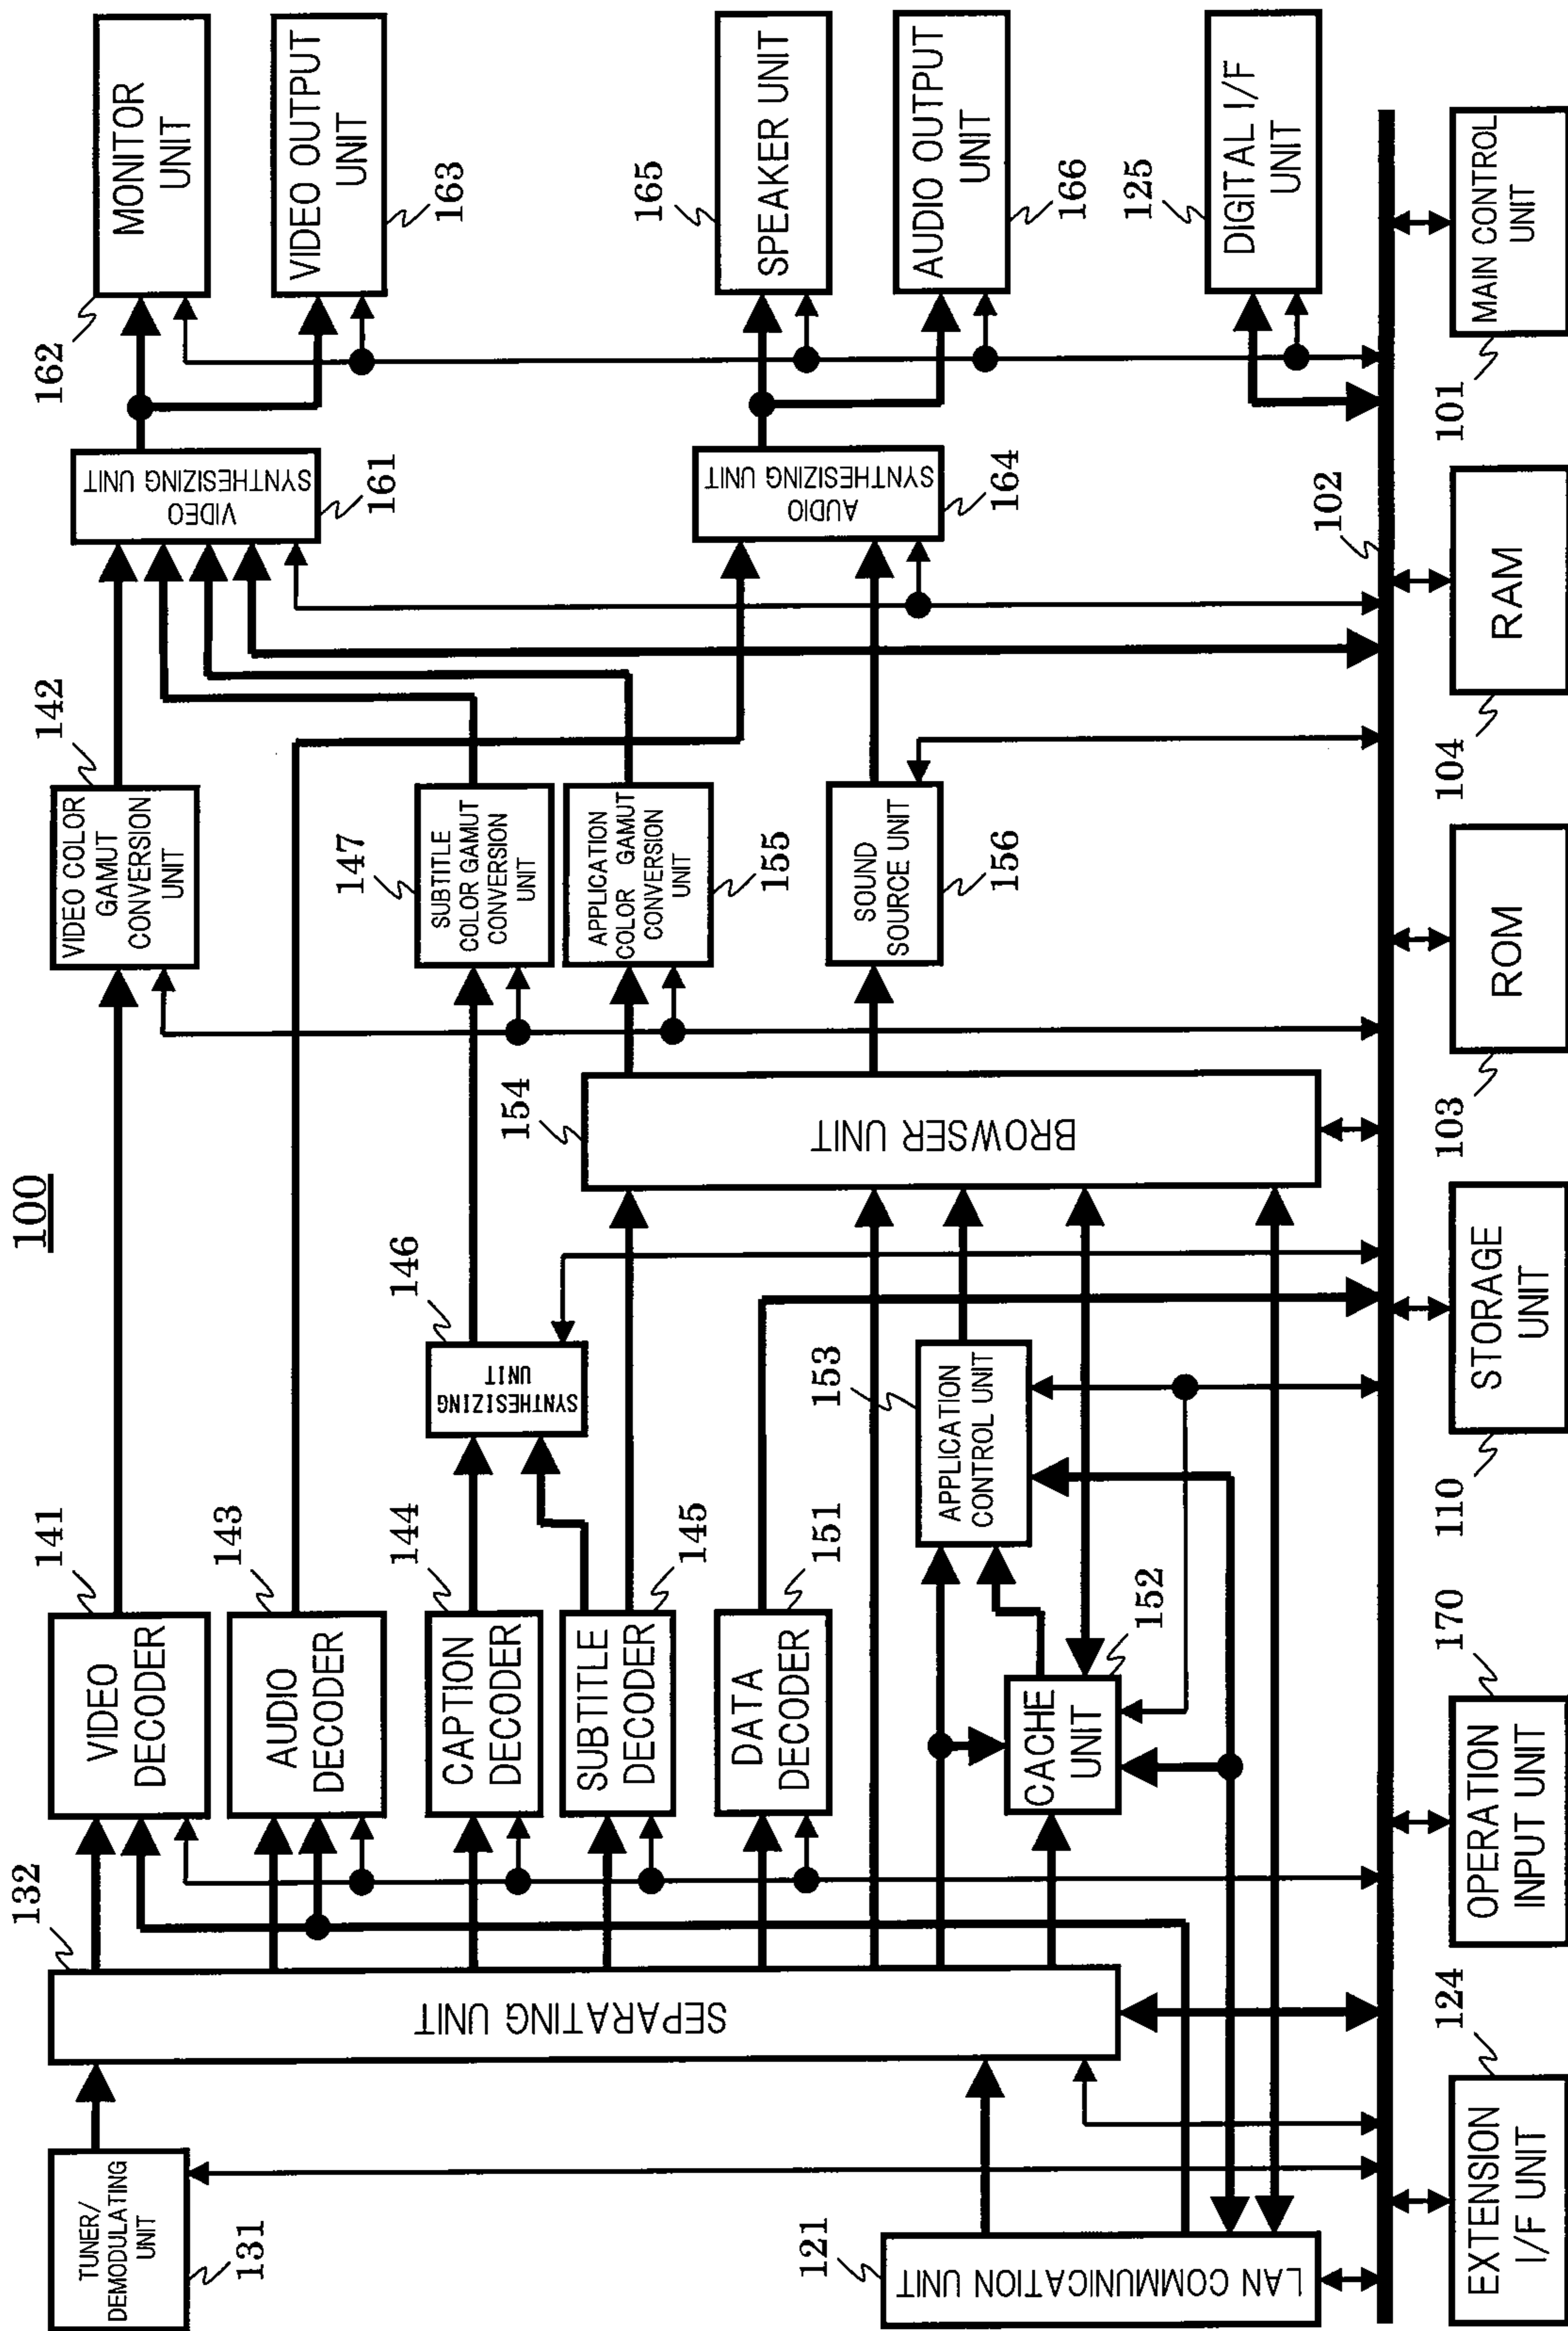 100
TUNER/
DEMODULATING
UNIT
131
SEPARATING UNIT
132
LAN COMMUNICATION UNIT
121
VIDEO
DECODER
141
AUDIO
DECODER
143
CAPTION
DECODER
144
SUBTITLE
DECODER
145
DATA
DECODER
151
CACHE
UNIT
152
APPLICATION
CONTROL UNIT
153
SYNTHESIZING
UNIT
146
BROWSER UNIT
154
VIDEO COLOR
GAMUT
CONVERSION
UNIT
142
SUBTITLE
COLOR GAMUT
CONVERSION
UNIT
147
APPLICATION
COLOR GAMUT
CONVERSION
UNIT
155
SOUND
SOURCE UNIT
156
VIDEO
SYNTHESIZING UNIT
161
AUDIO
SYNTHESIZING UNIT
164
MONITOR
UNIT
162
VIDEO OUTPUT
UNIT
163
SPEAKER UNIT
165
AUDIO OUTPUT
UNIT
166
DIGITAL I/F
UNIT
125
102
EXTENSION
I/F UNIT
124
OPERATION
INPUT UNIT
170
STORAGE
UNIT
110
ROM
103
RAM
104
MAIN CONTROL
UNIT
101